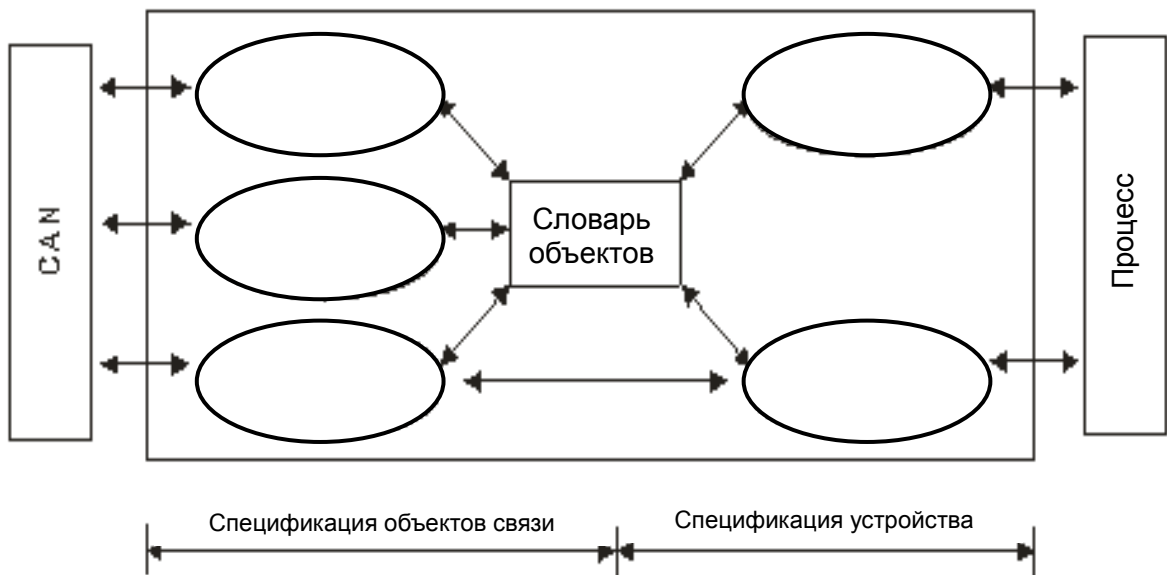 CAN
Словарь
объектов
Процесс
Спецификация объектов связи
Спецификация устройства